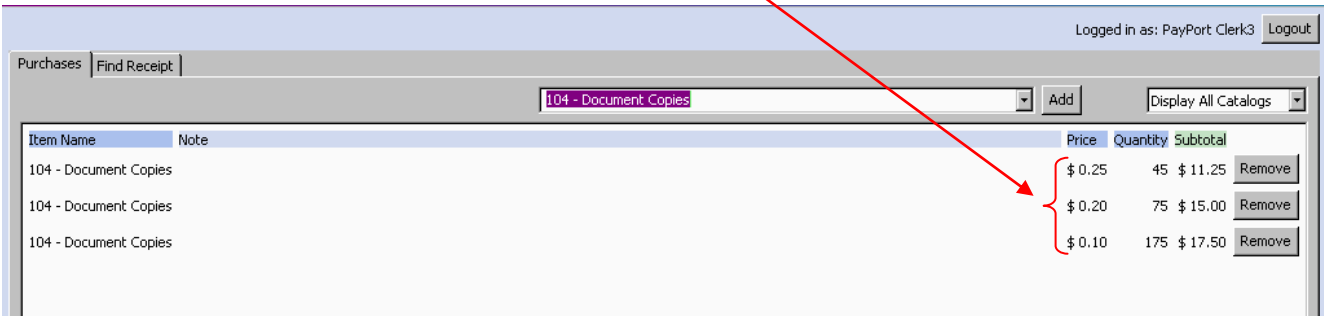 Logged in as: PayPort Clerk3 Logout
Purchases Find Receipt
104 - Document Copies Add Display All Catalogs
Item Name Note Price Quantity Subtotal
104 - Document Copies $ 0.25 45 $ 11.25 Remove
104 - Document Copies $ 0.20 75 $ 15.00 Remove
104 - Document Copies $ 0.10 175 $ 17.50 Remove